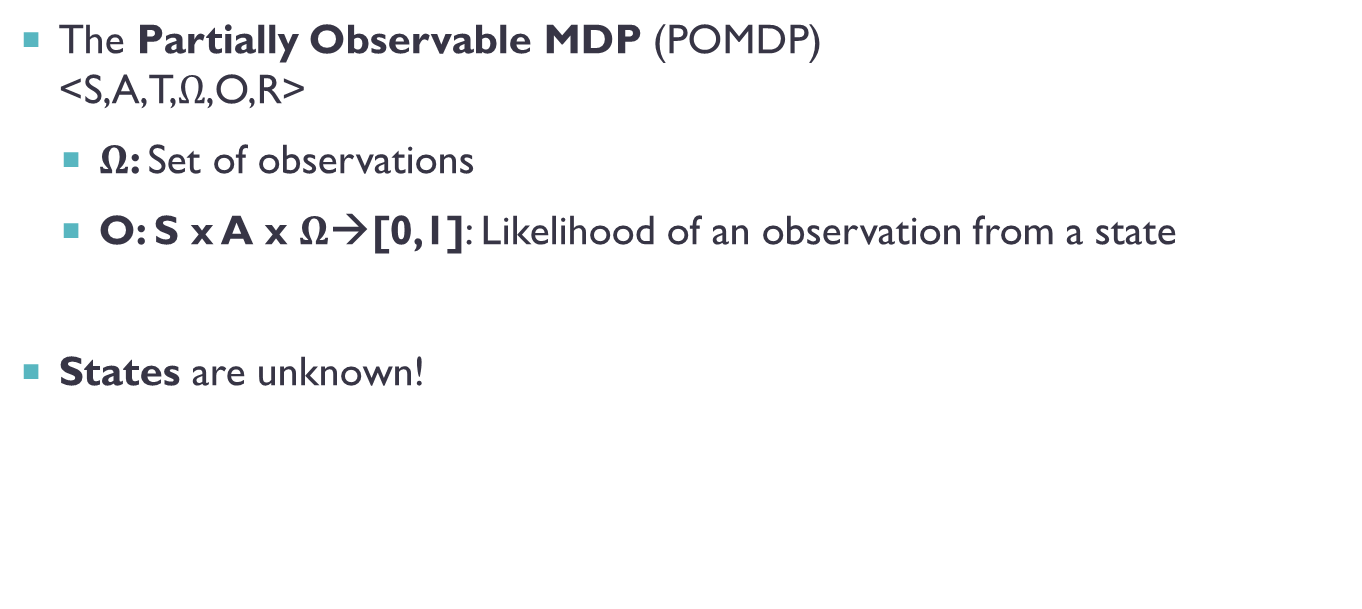 The Partially Observable MDP (POMDP)
<S,A,T,Ω,O,R>
Ω: Set of observations
O: S x A x Ω→[0,1]: Likelihood of an observation from a state
States are unknown!